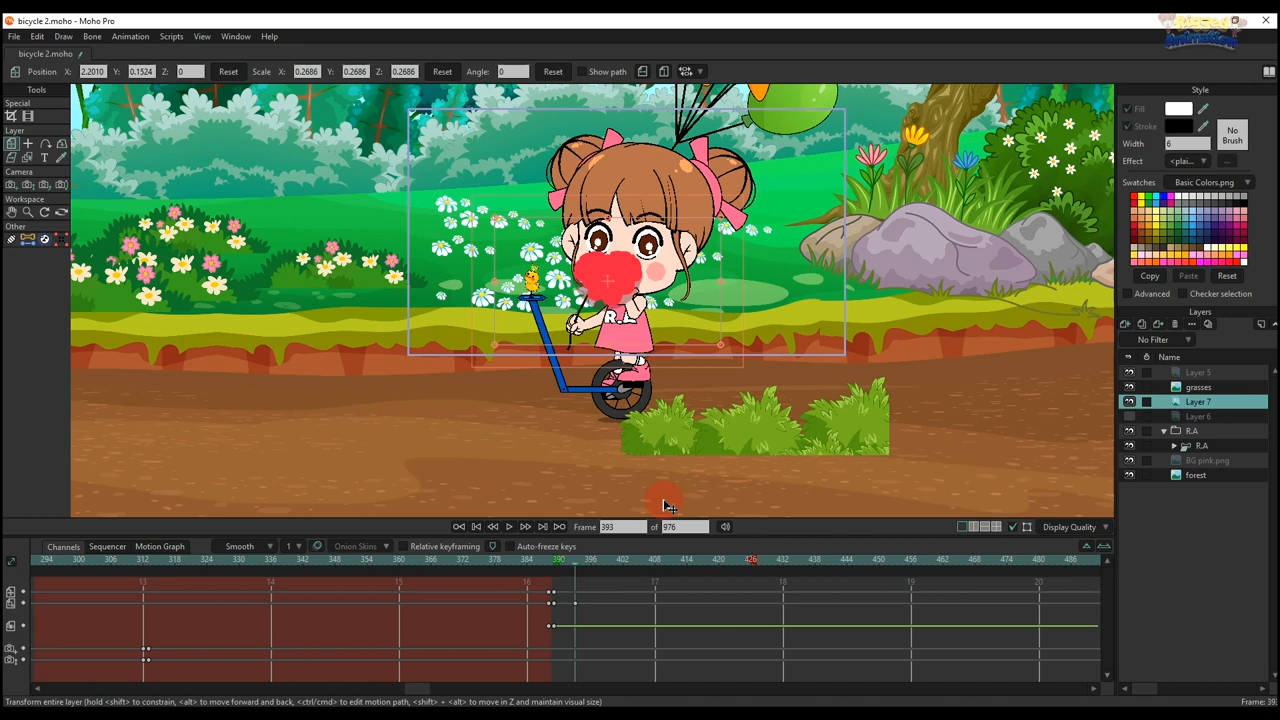 bicycle 2.moho - Moho Pro
File Edit Draw Bone Animation Scripts View Window Help
bicycle 2.moho
Position X: 2.2010 Y: 0.1524 Z: 0 Reset Scale X: 0.2686 Y: 0.2686 Z: 0.2686 Reset Angle: 0 Reset Show path
Tools
Special
Layer
Camera
Workspace
Other
R.
Style
Fill
Stroke
No Brush
Width 6
Effect <plai...
Swatches Basic Colors.png
Copy Paste Reset
Advanced Checker selection
Layers
No Filter
Name
Layer 5
grasses
Layer 7
Layer 6
R.A
R.A
BG pink.png
forest
Frame 393 of 976 Display Quality
Channels Sequencer Motion Graph Smooth 1 Onion Skins Relative keyframing Auto-freeze keys
294 300 306 312 318 324 330 336 342 348 354 360 366 372 378 384 390 396 402 408 414 420 426 432 438 444 450 456 462 468 474 480 486
13 14 15 16 17 18 19 20
Transform entire layer (hold <shift> to constrain, <alt> to move forward and back, <ctrl/cmd> to edit motion path, <shift> + <alt> to move in Z and maintain visual size)
Frame: 393